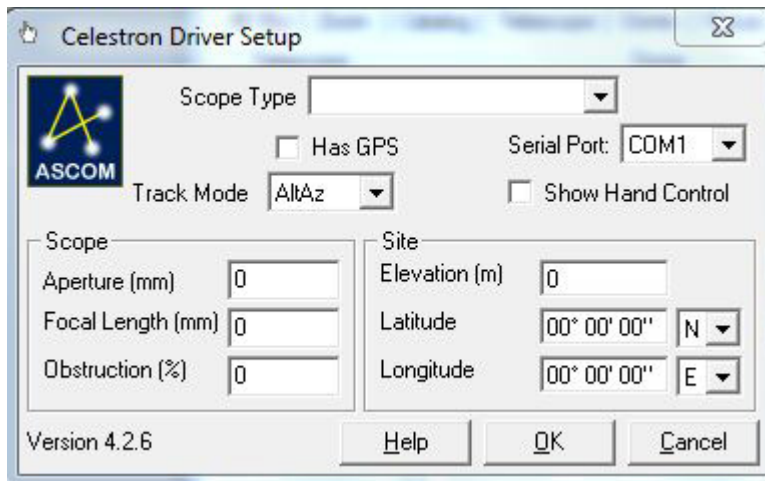 Celestron Driver Setup
Scope Type
ASCOM
Has GPS
Serial Port: COM1
Track Mode AltAz
Show Hand Control
Scope
Aperture (mm) 0
Focal Length (mm) 0
Obstruction (%) 0
Site
Elevation (m) 0
Latitude 00° 00' 00'' N
Longitude 00° 00' 00'' E
Version 4.2.6
Help
OK
Cancel